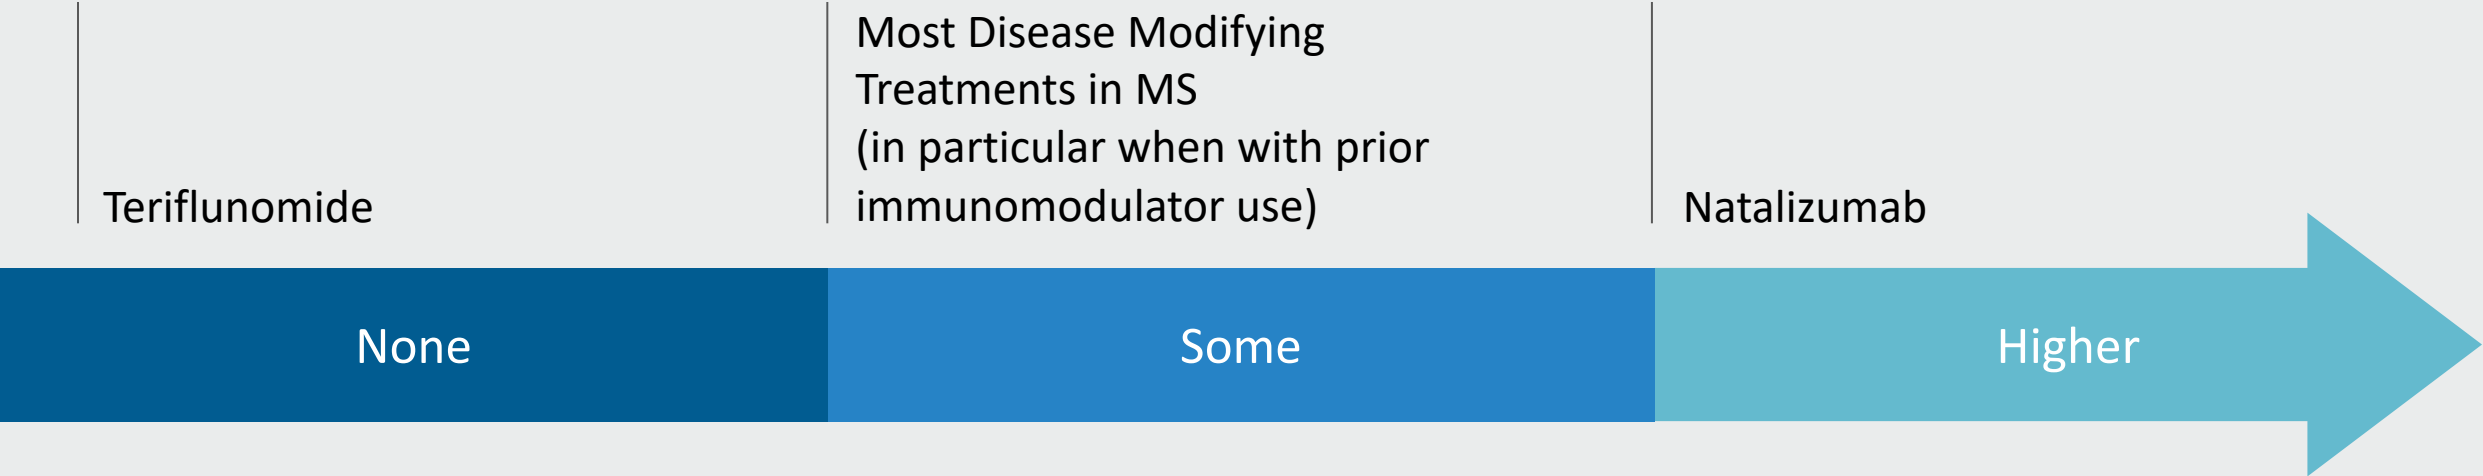 Teriflunomide
Most Disease Modifying
Treatments in MS
(in particular when with prior
immunomodulator use)
Natalizumab
None
Some
Higher